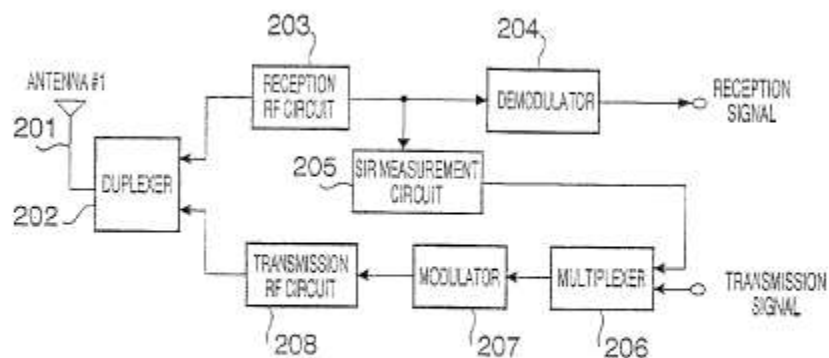 203
204
ANTENNA #1
RECEPTION
RF CIRCUIT
DEMODULATOR
RECEPTION
SIGNAL
201
205
SIR MEASUREMENT
CIRCUIT
DUPLEXER
202
TRANSMISSION
RF CIRCUIT
MODULATOR
MULTIPLEXER
TRANSMISSION
SIGNAL
208
207
206